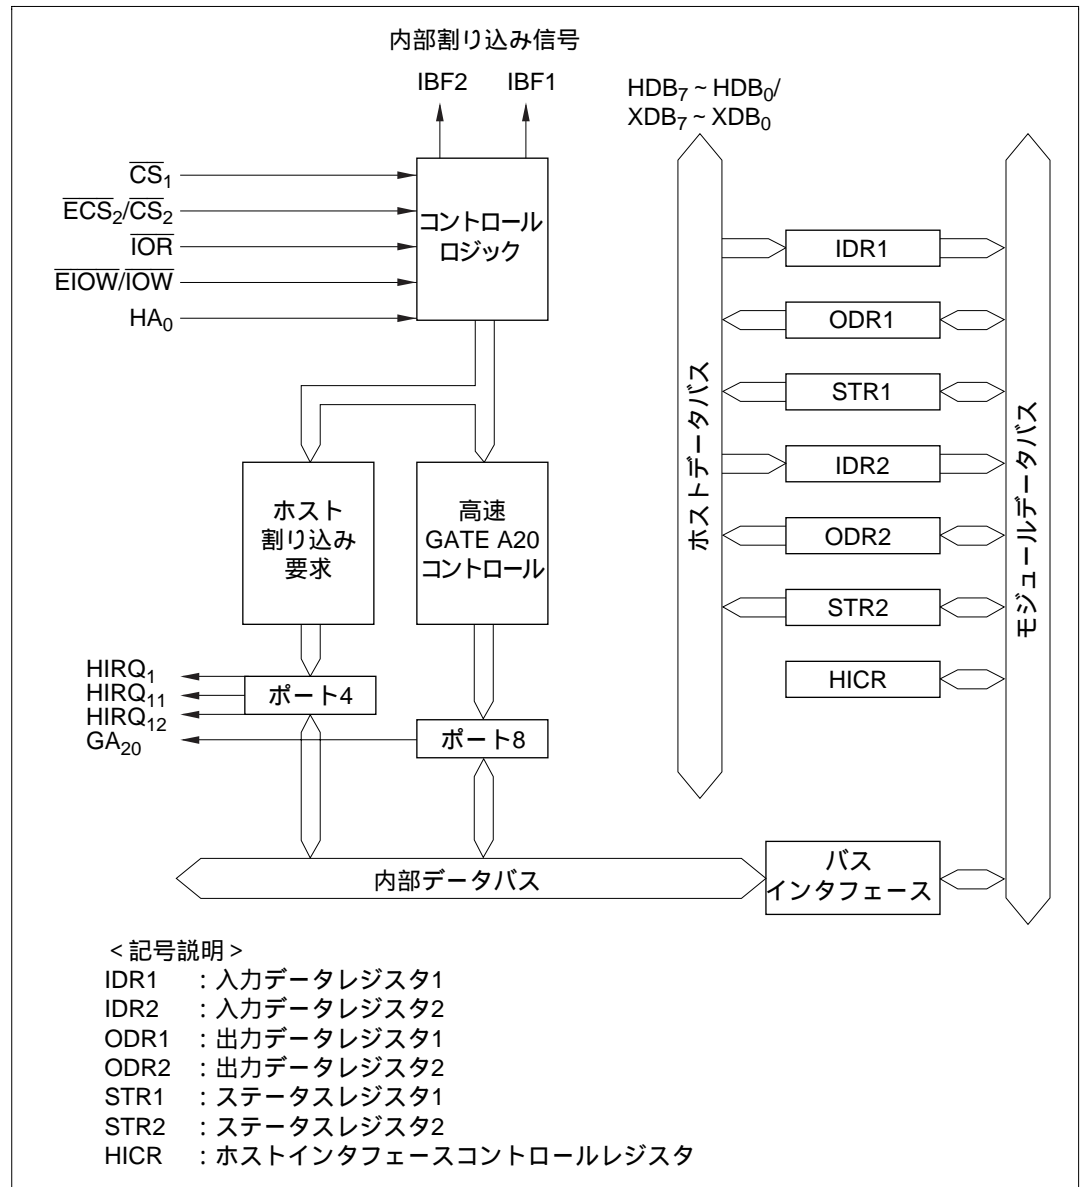 内部割り込み信号
IBF2 IBF1
HDB₇ ~ HDB₀/
XDB₇ ~ XDB₀
C̅S̅₁
E̅C̅S̅₂/C̅S̅₂
I̅O̅R̅
E̅I̅O̅W̅/I̅O̅W̅
HA₀
コントロール
ロジック
ホスト
割り込み
要求
高速
GATE A20
コントロール
HIRQ₁
HIRQ₁₁
HIRQ₁₂
GA₂₀
ポート4
ポート8
ホストデータバス
IDR1
ODR1
STR1
IDR2
ODR2
STR2
HICR
モジュールデータバス
内部データバス
バス
インタフェース
<記号説明>
IDR1 :入力データレジスタ1
IDR2 :入力データレジスタ2
ODR1 :出力データレジスタ1
ODR2 :出力データレジスタ2
STR1 :ステータスレジスタ1
STR2 :ステータスレジスタ2
HICR :ホストインタフェースコントロールレジスタ